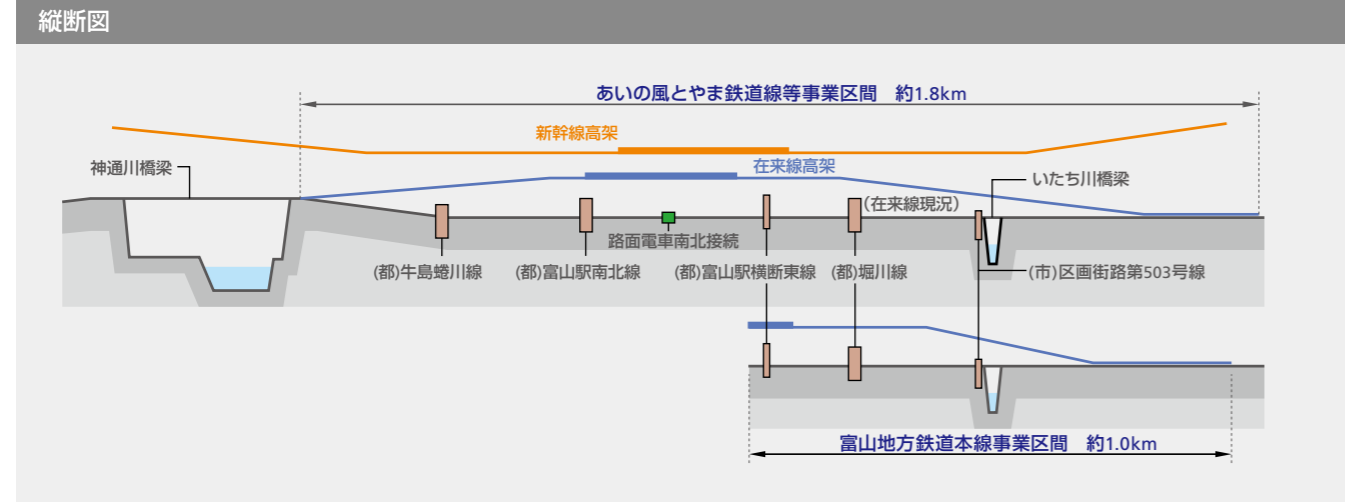 縦断図
あいの風とやま鉄道線等事業区間　約1.8km
新幹線高架
神通川橋梁
在来線高架
いたち川橋梁
(在来線現況)
路面電車南北接続
(都)牛島蜷川線
(都)富山駅南北線
(都)富山駅横断東線
(都)堀川線
(市)区画街路第503号線
富山地方鉄道本線事業区間　約1.0km